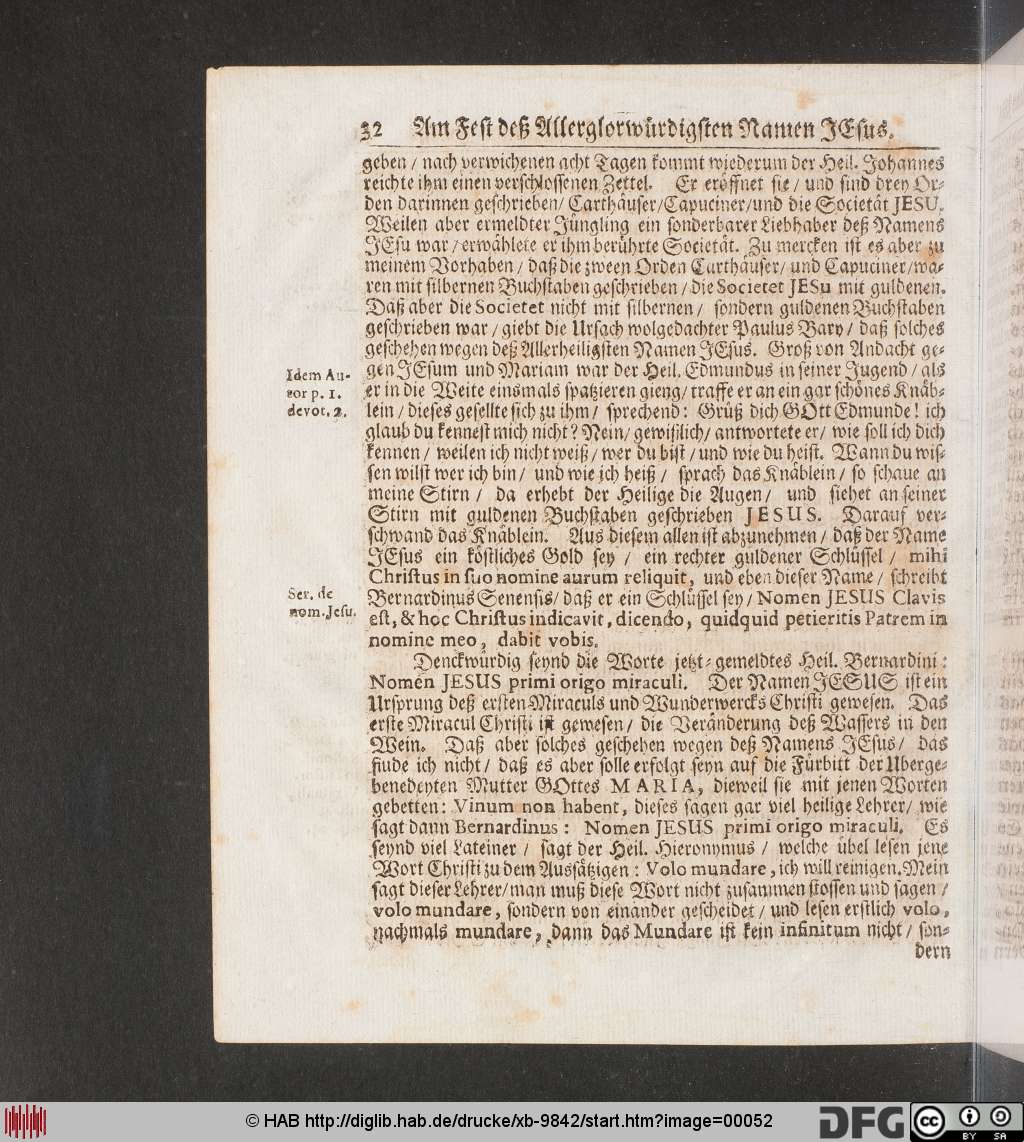 32 Am Fest deß Allerglorwürdigsten Namen JEsus.
geben / nach verwichenen acht Tagen kommt wiederum der Heil. Johannes
reichte ihm einen verschlossenen Zettel. Er eröffnet sie / und sind drey Or-
den darinnen geschrieben / Carthäuser / Capuciner / und die Societät JESU.
Weilen aber ermeldter Jüngling ein sonderbarer Liebhaber deß Namens
JEsu war / erwählete er ihm berührte Societät. Zu mercken ist es aber zu
meinem Vorhaben / daß die zween Orden Carthäuser / und Capuciner / wa-
ren mit silbernen Buchstaben geschrieben / die Societet JESu mit guldenen.
Daß aber die Societet nicht mit silbernen / sondern guldenen Buchstaben
geschrieben war / giebt die Ursach wolgedachter Paulus Bary / daß solches
geschehen wegen deß Allerheiligsten Namen JEsus. Groß von Andacht ge-
gen JEsum und Mariam war der Heil. Edmundus in seiner Jugend / als
er in die Weite einsmals spatzieren gieng / traffe er an ein gar schönes Knäb-
lein / dieses gesellte sich zu ihm / sprechend: Grüß dich GOtt Edmunde! ich
glaub du kennest mich nicht? Nein / gewißlich / antwortete er / wie soll ich dich
kennen / weilen ich nicht weiß / wer du bist / und wie du heist. Wann du wis-
sen wilst wer ich bin / und wie ich heiß / sprach das Knäblein / so schaue an
meine Stirn / da erhebt der Heilige die Augen / und siehet an seiner
Stirn mit guldenen Buchstaben geschrieben JESUS. Darauf ver-
schwand das Knäblein. Aus diesem allen ist abzunehmen / daß der Name
JEsus ein köstliches Gold sey / ein rechter guldener Schlüssel / mihi
Christus in suo nomine aurum reliquit, und eben dieser Name / schreibt
Bernardinus Senensis / daß er ein Schlüssel sey / Nomen JESUS Clavis
est, & hoc Christus indicavit, dicendo, quidquid petieritis Patrem in
nomine meo, dabit vobis.
Idem Au-
tor p. 1.
devot. 2.
Ser. de
nom. Jesu.
Denckwürdig seynd die Worte jetzt-gemeldtes Heil. Bernardini:
Nomen JESUS primi origo miraculi. Der Namen JESUS ist ein
Ursprung deß ersten Miraculs und Wunderwercks Christi gewesen. Das
erste Miracul Christi ist gewesen / die Veränderung deß Wassers in den
Wein. Daß aber solches geschehen wegen deß Namens JEsus / das
finde ich nicht / daß es aber solle erfolgt seyn auf die Fürbitt der Uberge-
benedeyten Mutter GOttes MARIA, dieweil sie mit jenen Worten
gebetten: Vinum non habent, dieses sagen gar viel heilige Lehrer / wie
sagt dann Bernardinus: Nomen JESUS primi origo miraculi. Es
seynd viel Lateiner / sagt der Heil. Hieronymus / welche übel lesen jene
Wort Christi zu dem Aussätzigen: Volo mundare, ich will reinigen. Mein
sagt dieser Lehrer / man muß diese Wort nicht zusammen stossen und sagen /
volo mundare, sondern von einander gescheidet / und lesen erstlich volo,
nachmals mundare, dann das Mundare ist kein infinitum nicht / son-
dern
© HAB http://diglib.hab.de/drucke/xb-9842/start.htm?image=00052
DFG
cc
BY SA